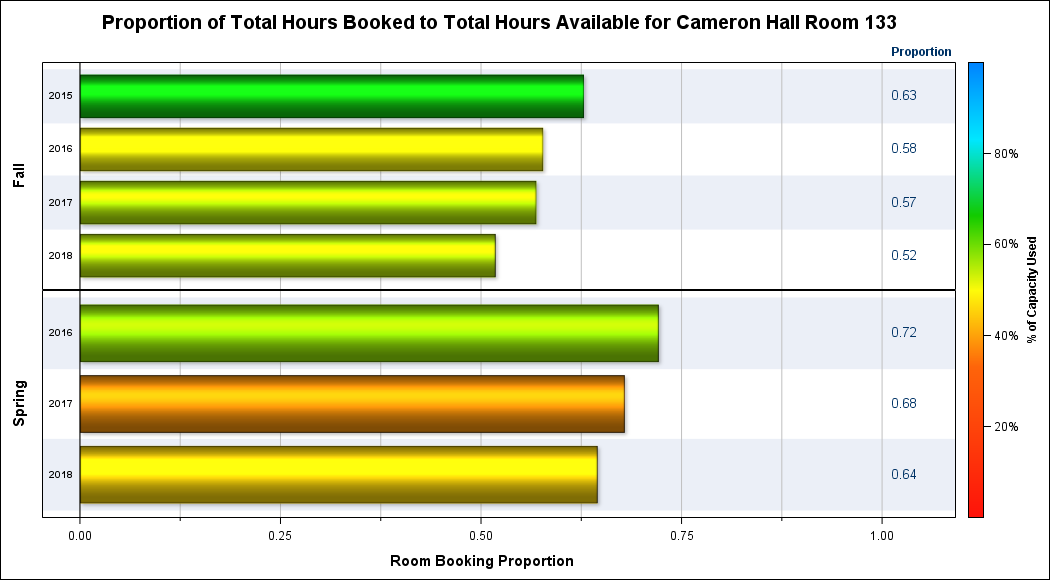 Proportion of Total Hours Booked to Total Hours Available for Cameron Hall Room 133
Proportion
Fall
2015 0.63
2016 0.58
2017 0.57
2018 0.52
Spring
2016 0.72
2017 0.68
2018 0.64
0.00 0.25 0.50 0.75 1.00
Room Booking Proportion
80%
60%
40%
20%
% of Capacity Used